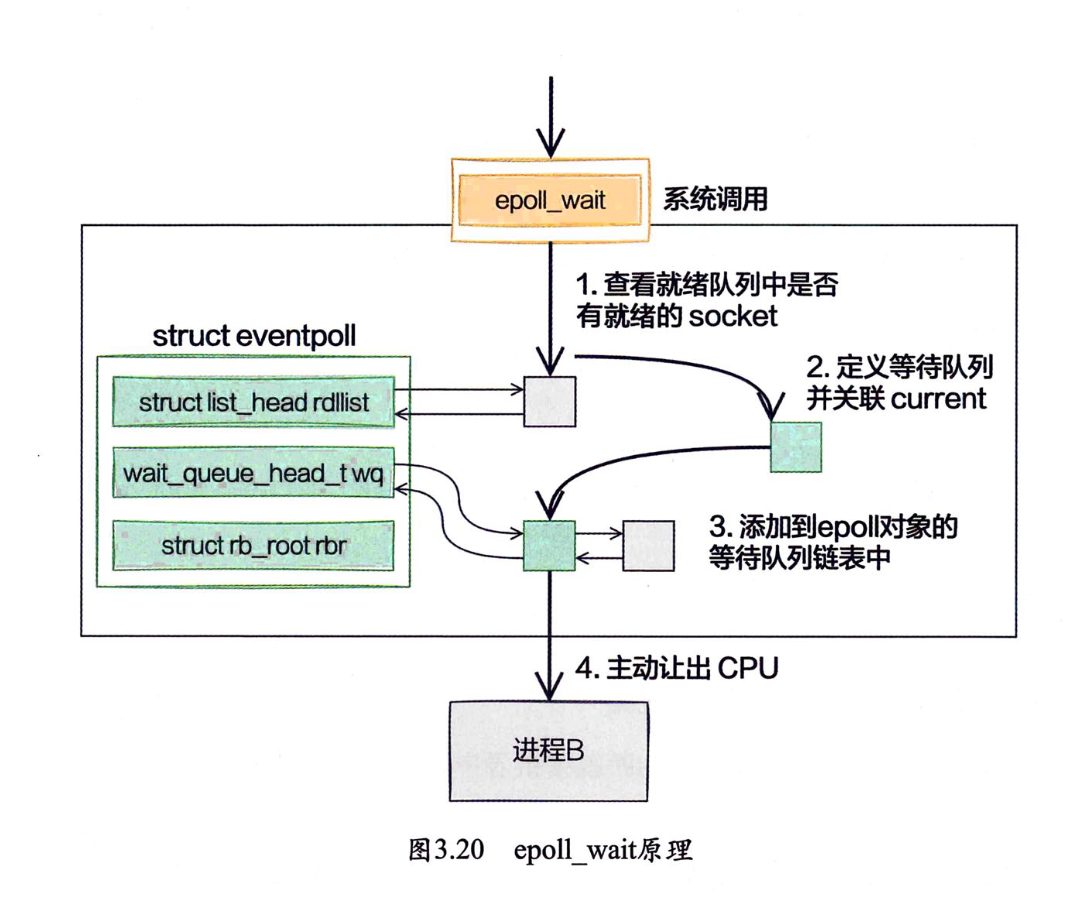 epoll_wait
系统调用
1. 查看就绪队列中是否
有就绪的 socket
struct eventpoll
2. 定义等待队列
并关联 current
struct list_head rdllist
wait_queue_head_t wq
struct rb_root rbr
3. 添加到epoll对象的
等待队列链表中
4. 主动让出 CPU
进程B
图3.20 epoll_wait原理